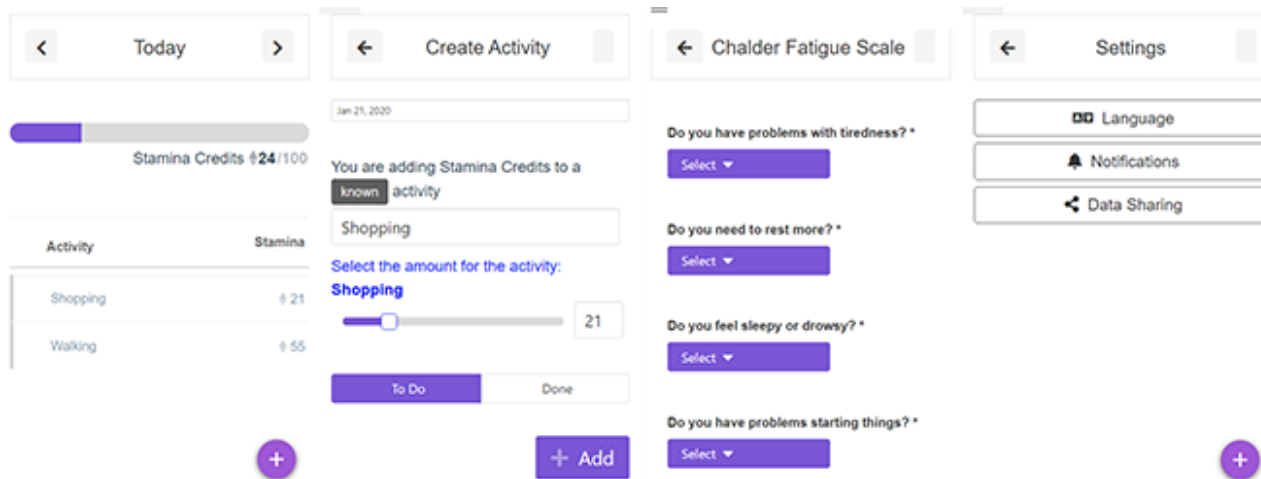 Today
Stamina Credits 24/100
Activity Stamina
Shopping 21
Walking 55
+
Create Activity
Jan 21, 2020
You are adding Stamina Credits to a
known activity
Shopping
Select the amount for the activity:
Shopping
21
To Do Done
+ Add
Chalder Fatigue Scale
Do you have problems with tiredness? *
Select
Do you need to rest more? *
Select
Do you feel sleepy or drowsy? *
Select
Do you have problems starting things? *
Select
Settings
Language
Notifications
Data Sharing
+